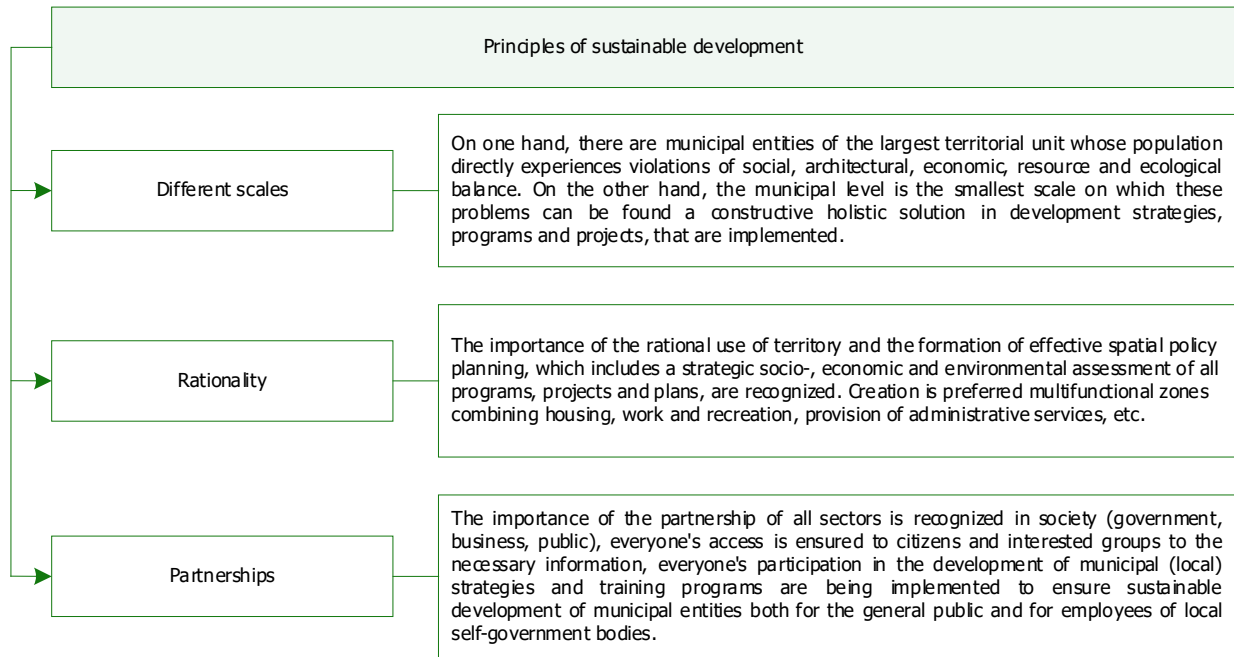 Principles of sustainable development
Different scales
On one hand, there are municipal entities of the largest territorial unit whose population
directly experiences violations of social, architectural, economic, resource and ecological
balance. On the other hand, the municipal level is the smallest scale on which these
problems can be found a constructive holistic solution in development strategies,
programs and projects, that are implemented.
Rationality
The importance of the rational use of territory and the formation of effective spatial policy
planning, which includes a strategic socio-, economic and environmental assessment of all
programs, projects and plans, are recognized. Creation is preferred multifunctional zones
combining housing, work and recreation, provision of administrative services, etc.
Partnerships
The importance of the partnership of all sectors is recognized in society (government,
business, public), everyone's access is ensured to citizens and interested groups to the
necessary information, everyone's participation in the development of municipal (local)
strategies and training programs are being implemented to ensure sustainable
development of municipal entities both for the general public and for employees of local
self-government bodies.